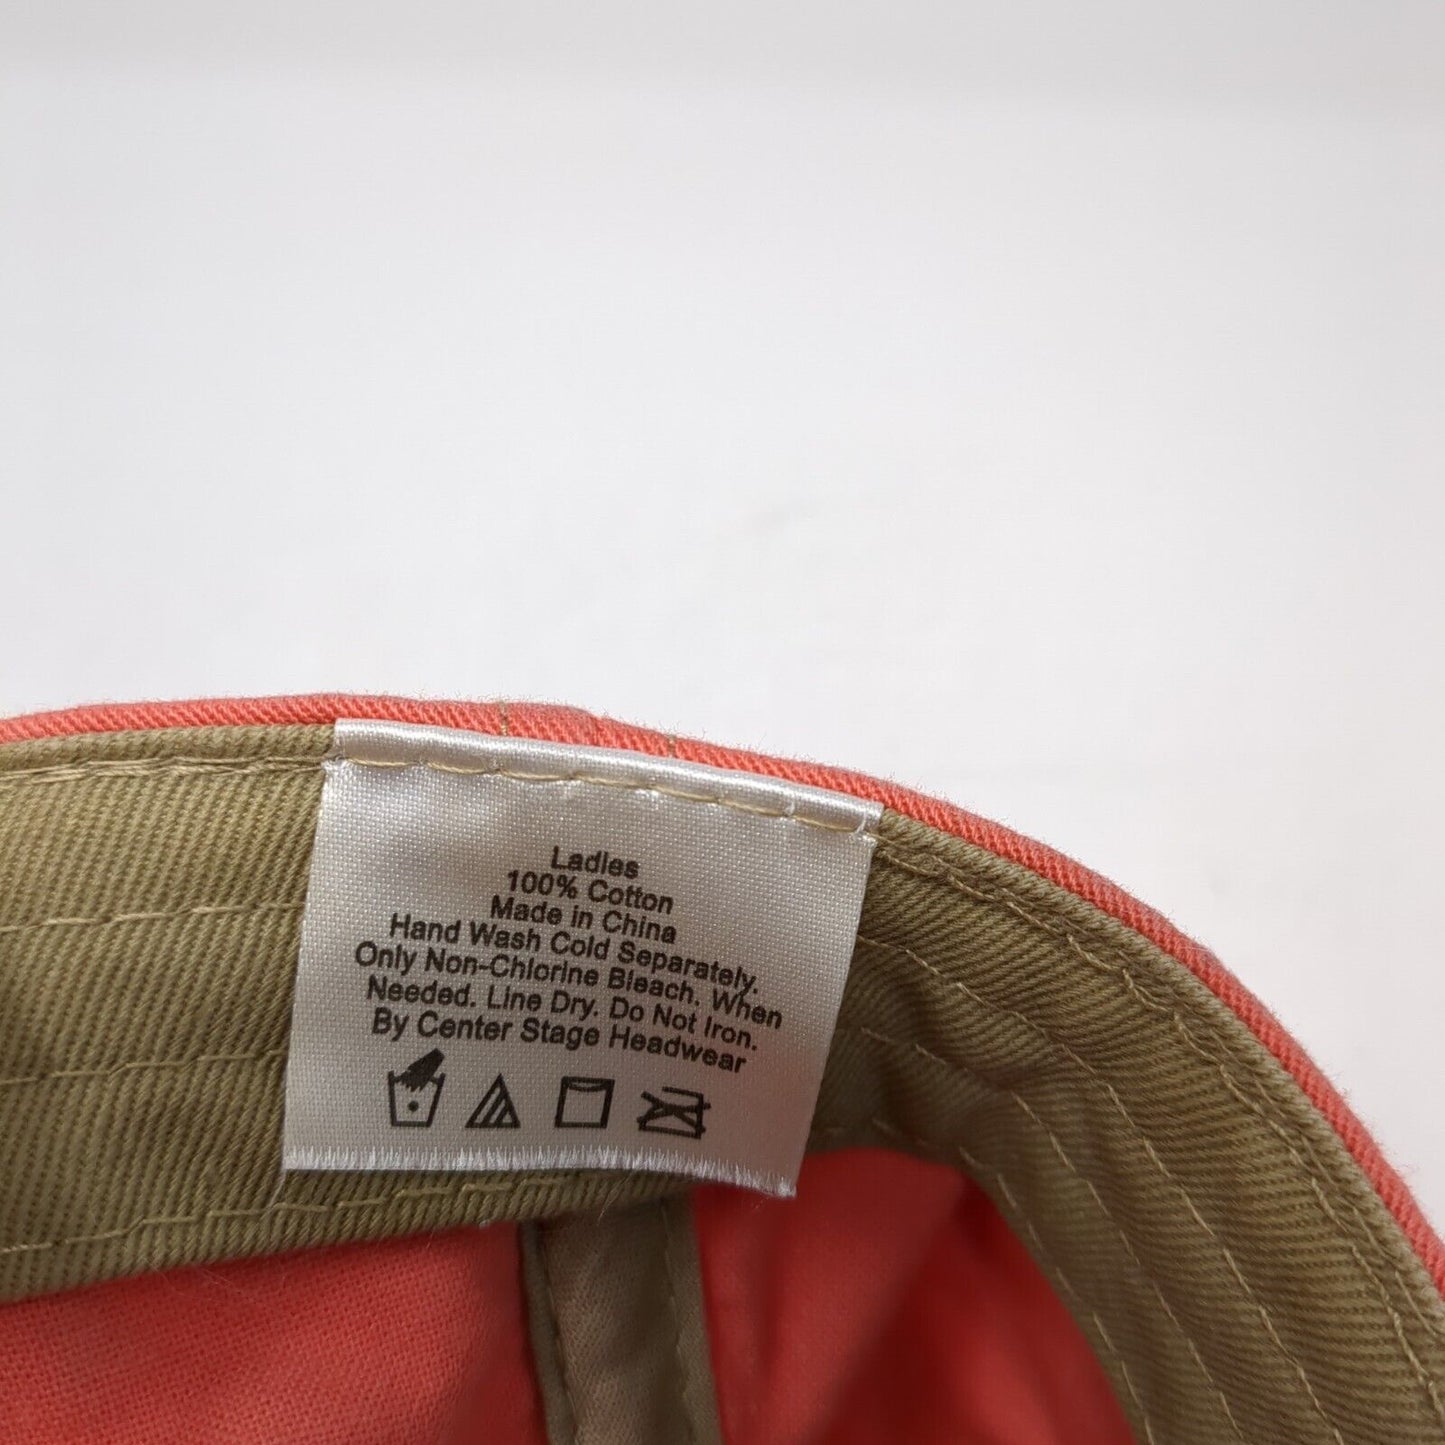 Ladies
100% Cotton
Made in China
Hand Wash Cold Separately.
Only Non-Chlorine Bleach. When
Needed. Line Dry. Do Not Iron.
By Center Stage Headwear